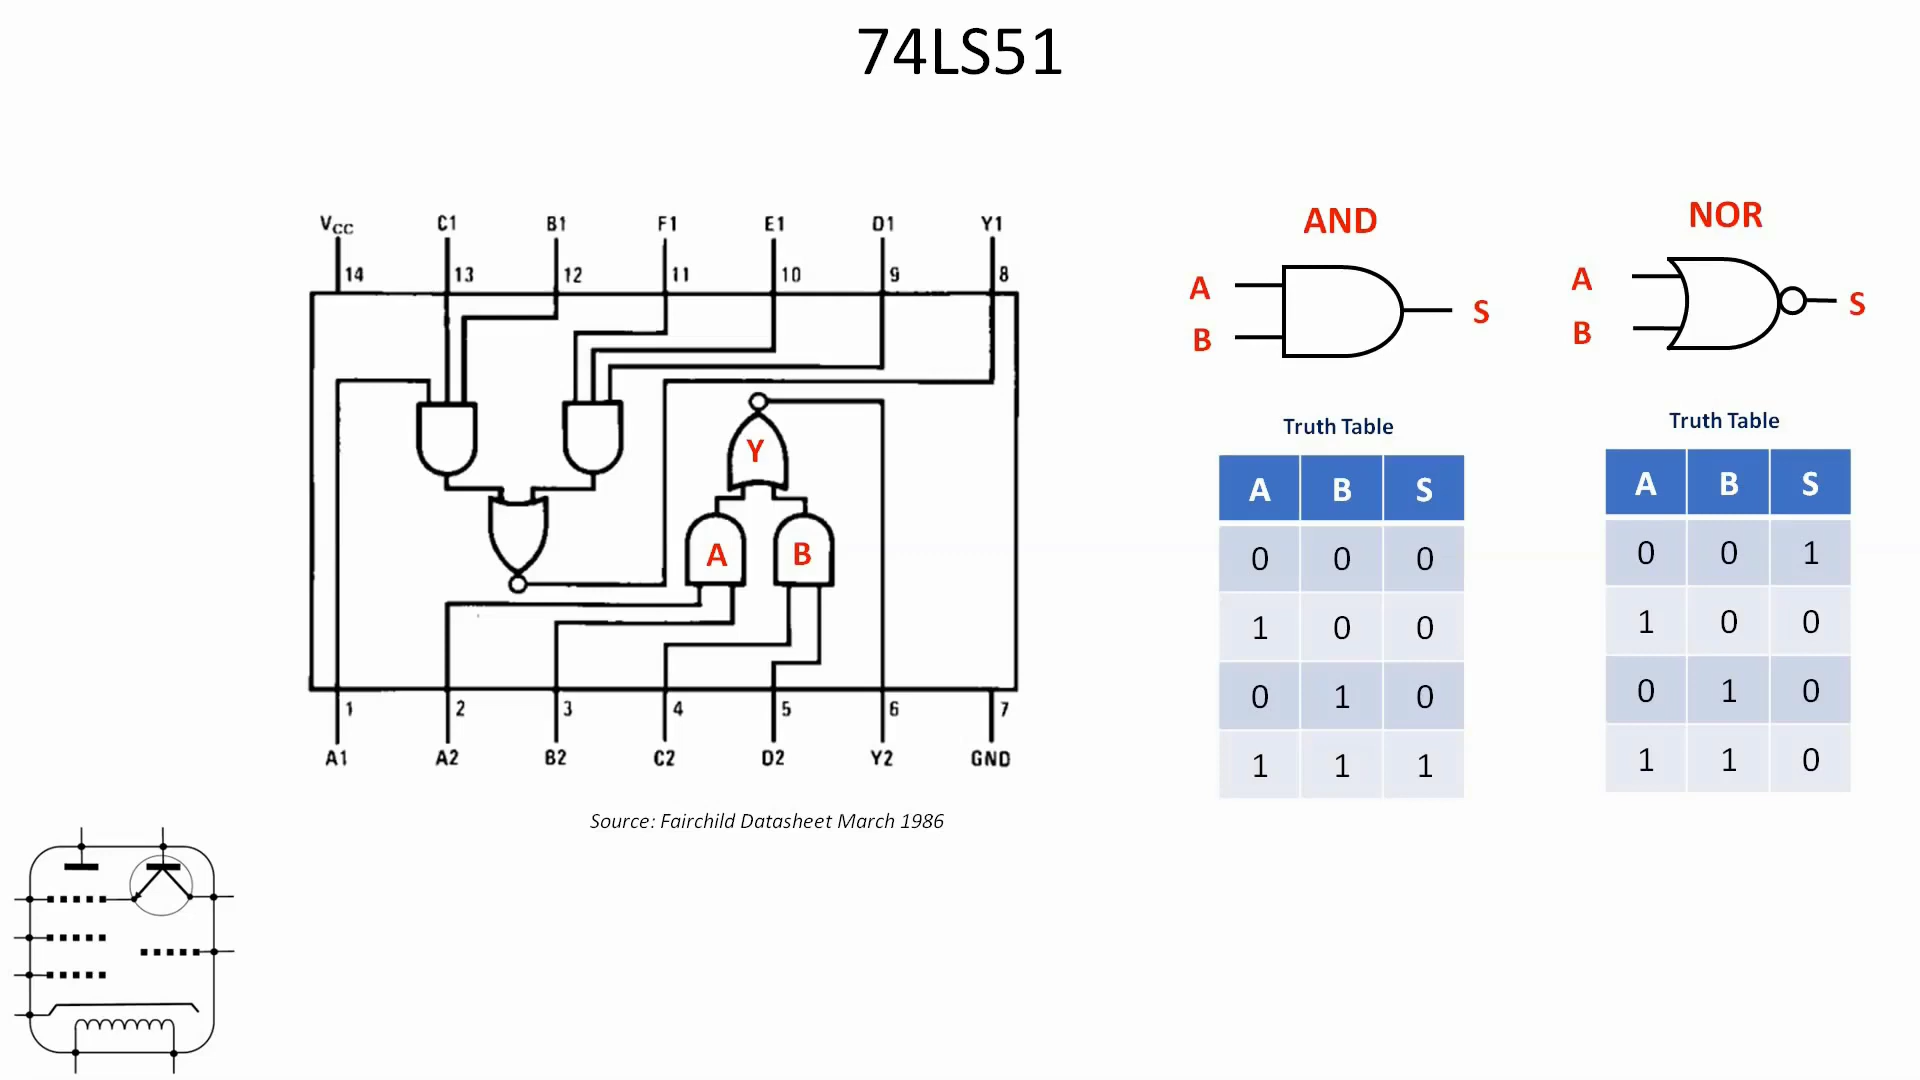 74LS51
VCC C1 B1 F1 E1 D1 Y1
14 13 12 11 10 9 8
Y
A B
1 2 3 4 5 6 7
A1 A2 B2 C2 D2 Y2 GND
Source: Fairchild Datasheet March 1986
AND
A
B
S
Truth Table
A B S
0 0 0
1 0 0
0 1 0
1 1 1
NOR
A
B
S
Truth Table
A B S
0 0 1
1 0 0
0 1 0
1 1 0